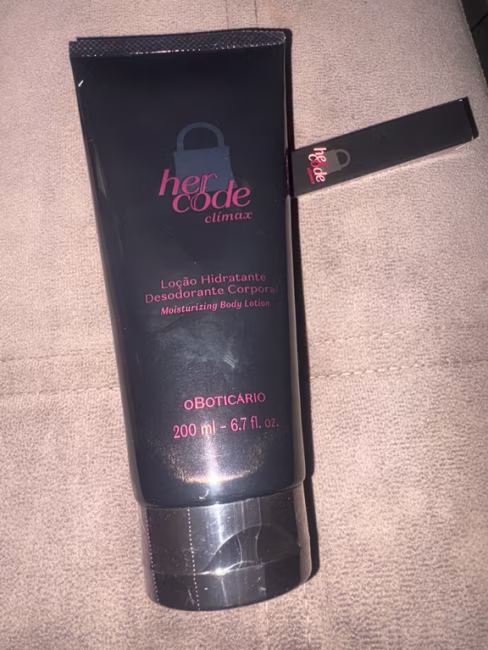 her
code
clímax
Loção Hidratante
Desodorante Corporal
Moisturizing Body Lotion
oBOTICÁRIO
200 ml - 6.7 fl. oz.
her
code